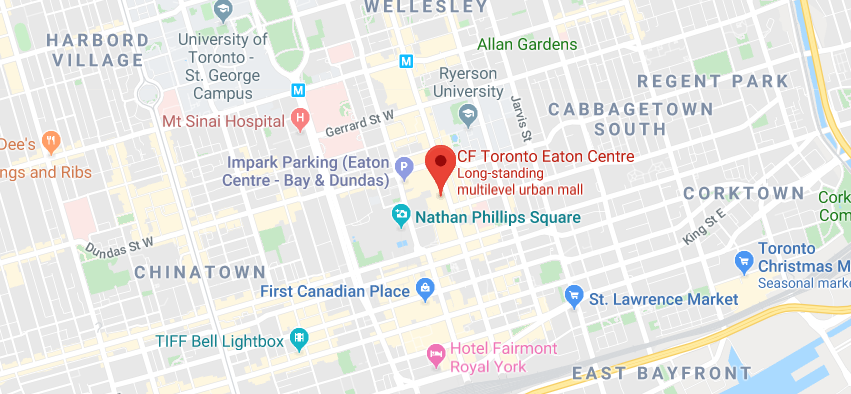 WELLESLEY
HARBORD
VILLAGE
University of
Toronto -
St. George
Campus
Allan Gardens
M
Ryerson
University
REGENT PARK
M
Jarvis St
CABBAGETOWN
SOUTH
H
Mt Sinai Hospital
Gerrard St W
Dee's
ngs and Ribs
Impark Parking (Eaton
Centre - Bay & Dundas)
P
CF Toronto Eaton Centre
Long-standing
multilevel urban mall
CORKTOWN
Cork
Com
Nathan Phillips Square
King St E
Dundas St W
CHINATOWN
Toronto
Christmas M
Seasonal marke
First Canadian Place
St. Lawrence Market
TIFF Bell Lightbox
Hotel Fairmont
Royal York
EAST BAYFRONT